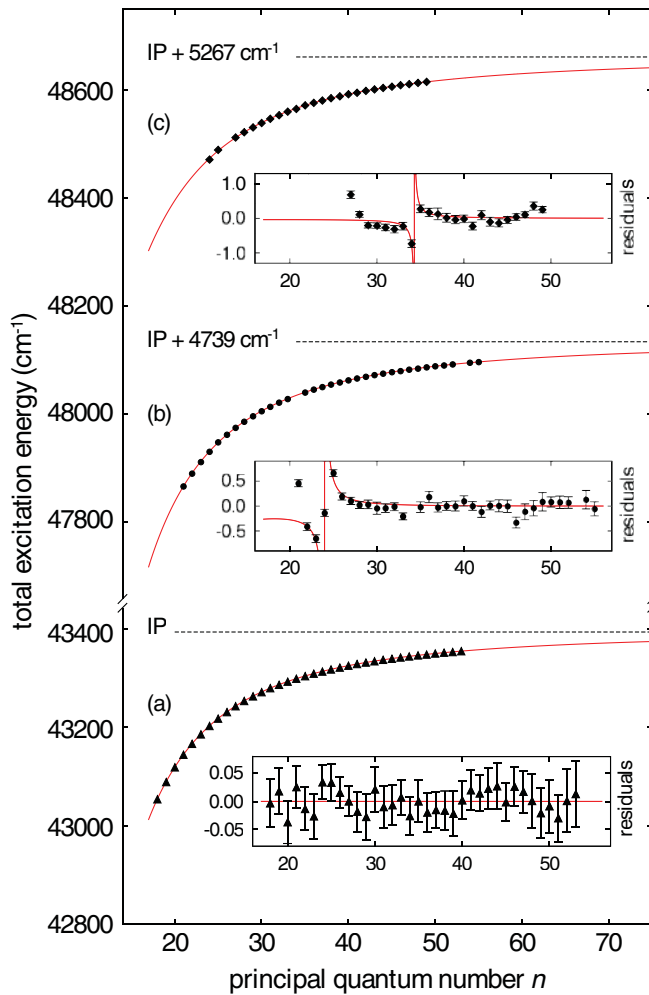 total excitation energy (cm⁻¹)
48600
48400
48200
48000
47800
43400
43200
43000
42800
IP + 5267 cm⁻¹
(c)
1.0
0.0
-1.0
20 30 40 50
residuals
IP + 4739 cm⁻¹
(b)
0.5
0.0
-0.5
20 30 40 50
residuals
IP
(a)
0.05
0.00
-0.05
20 30 40 50
residuals
20 30 40 50 60 70
principal quantum number n